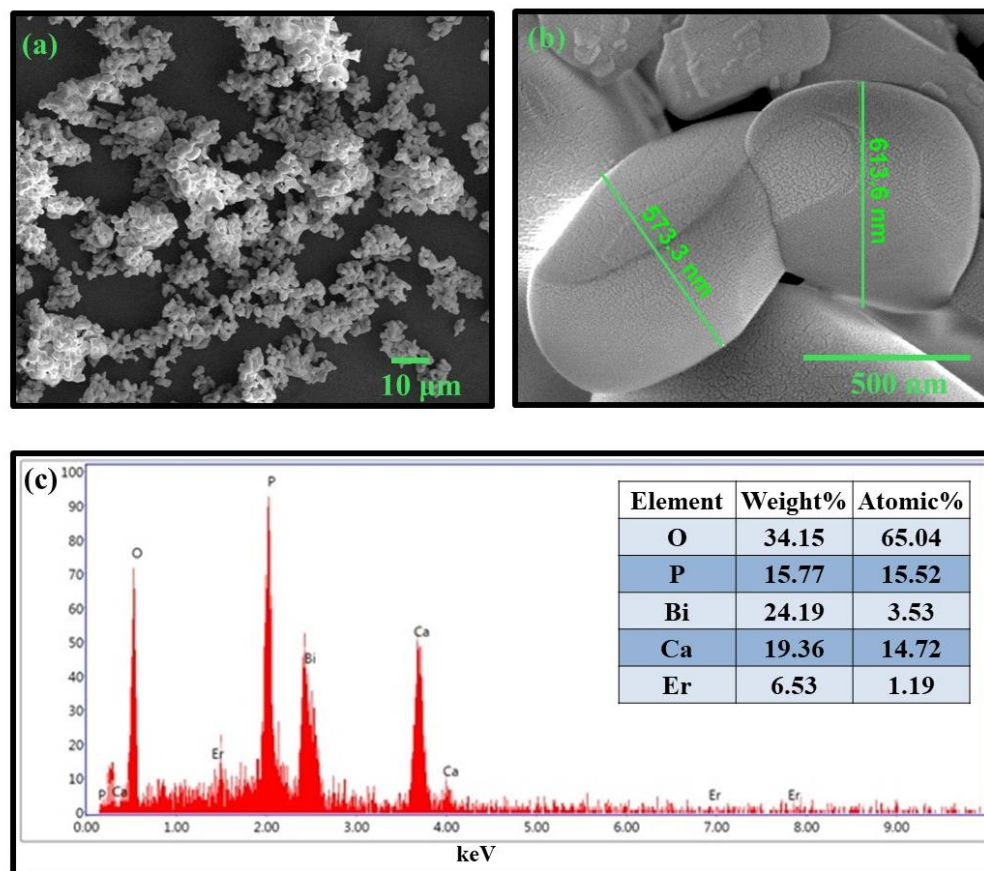 (a)
10 μm
(b)
573.3 nm
613.6 nm
500 nm
(c)
100
90
80
70
60
50
40
30
20
10
0
P
Ca
O
Er
P
Bi
Ca
Ca
Er
Er
0.00 1.00 2.00 3.00 4.00 5.00 6.00 7.00 8.00 9.00
keV
Element Weight% Atomic%
O 34.15 65.04
P 15.77 15.52
Bi 24.19 3.53
Ca 19.36 14.72
Er 6.53 1.19